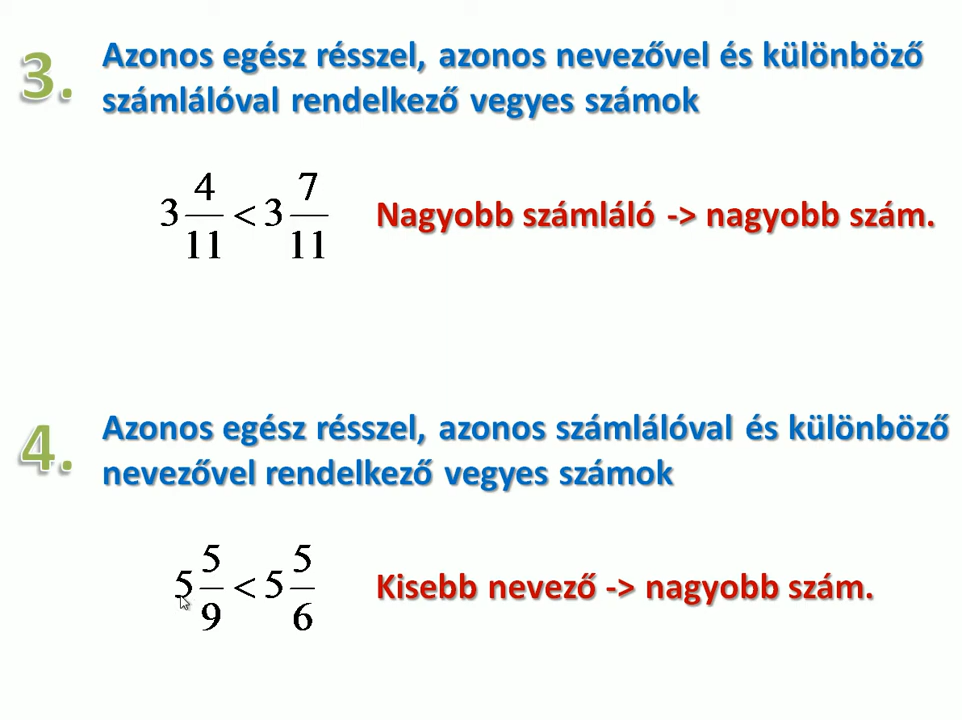 3. Azonos egész résszel, azonos nevezővel és különböző
számlálóval rendelkező vegyes számok
3 4/11 < 3 7/11 Nagyobb számláló -> nagyobb szám.
4. Azonos egész résszel, azonos számlálóval és különböző
nevezővel rendelkező vegyes számok
5 5/9 < 5 5/6 Kisebb nevező -> nagyobb szám.